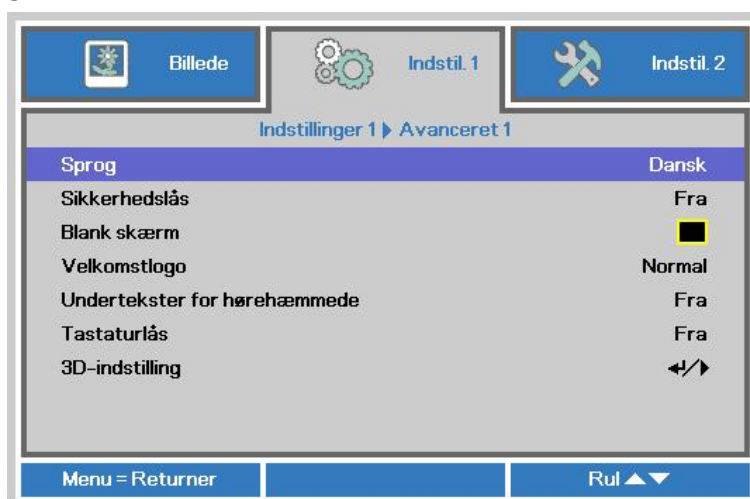 Billede
Indstil. 1
Indstil. 2
Indstillinger 1 Avanceret 1
Sprog Dansk
Sikkerhedslås Fra
Blank skærm
Velkomstlogo Normal
Undertekster for hørehæmmede Fra
Tastaturlås Fra
3D-indstilling ↵/▶
Menu = Returner Rul ▲▼